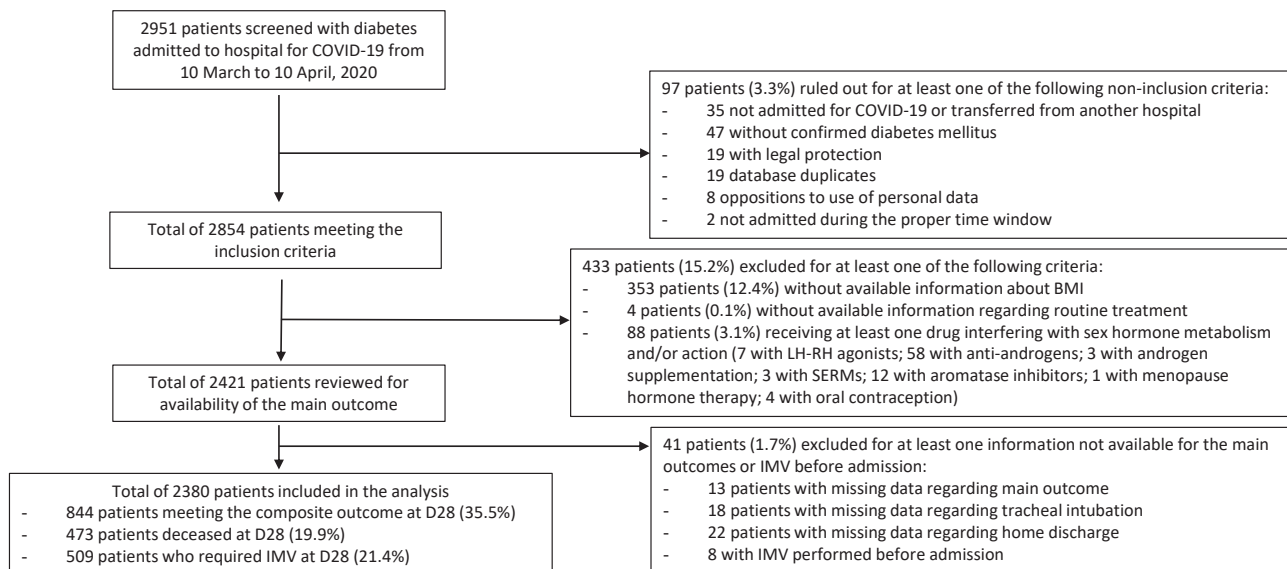 2951 patients screened with diabetes
admitted to hospital for COVID-19 from
10 March to 10 April, 2020
97 patients (3.3%) ruled out for at least one of the following non-inclusion criteria:
- 35 not admitted for COVID-19 or transferred from another hospital
- 47 without confirmed diabetes mellitus
- 19 with legal protection
- 19 database duplicates
- 8 oppositions to use of personal data
- 2 not admitted during the proper time window
Total of 2854 patients meeting the
inclusion criteria
433 patients (15.2%) excluded for at least one of the following criteria:
- 353 patients (12.4%) without available information about BMI
- 4 patients (0.1%) without available information regarding routine treatment
- 88 patients (3.1%) receiving at least one drug interfering with sex hormone metabolism
and/or action (7 with LH-RH agonists; 58 with anti-androgens; 3 with androgen
supplementation; 3 with SERMs; 12 with aromatase inhibitors; 1 with menopause
hormone therapy; 4 with oral contraception)
Total of 2421 patients reviewed for
availability of the main outcome
41 patients (1.7%) excluded for at least one information not available for the main
outcomes or IMV before admission:
- 13 patients with missing data regarding main outcome
- 18 patients with missing data regarding tracheal intubation
- 22 patients with missing data regarding home discharge
- 8 with IMV performed before admission
Total of 2380 patients included in the analysis
- 844 patients meeting the composite outcome at D28 (35.5%)
- 473 patients deceased at D28 (19.9%)
- 509 patients who required IMV at D28 (21.4%)